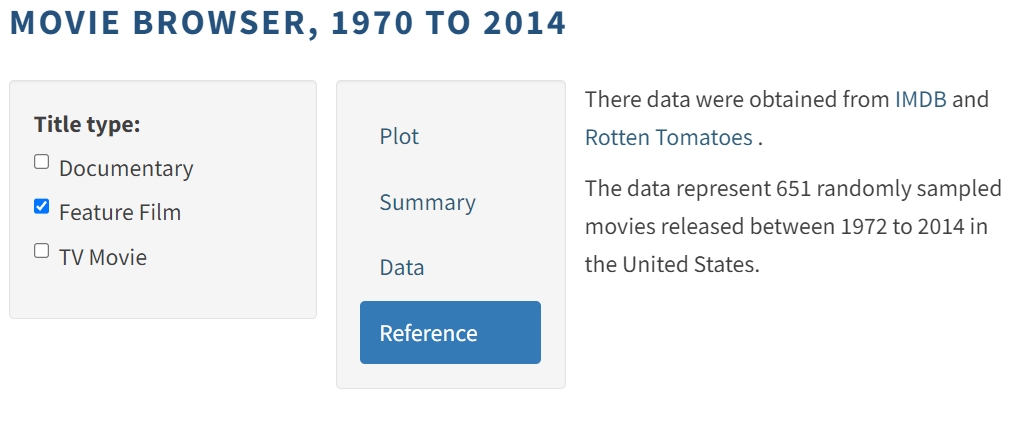 MOVIE BROWSER, 1970 TO 2014
Title type:
Documentary
Feature Film
TV Movie
Plot
Summary
Data
Reference
There data were obtained from IMDB and
Rotten Tomatoes .
The data represent 651 randomly sampled
movies released between 1972 to 2014 in
the United States.